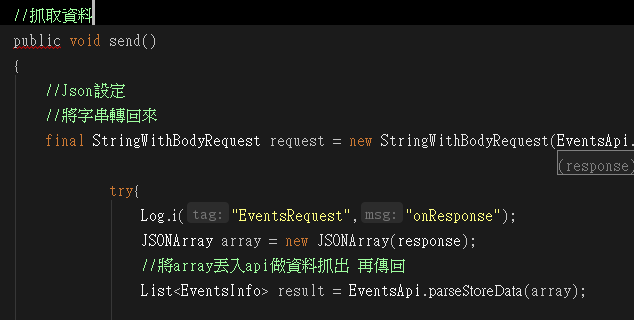 //抓取資料
public void send()
{
//Json設定
//將字串轉回來
final StringWithBodyRequest request = new StringWithBodyRequest(EventsApi.
(response)
try{
Log.i( tag: "EventsRequest", msg: "onResponse");
JSONArray array = new JSONArray(response);
//將array丟入api做資料抓出 再傳回
List<EventsInfo> result = EventsApi.parseStoreData(array);